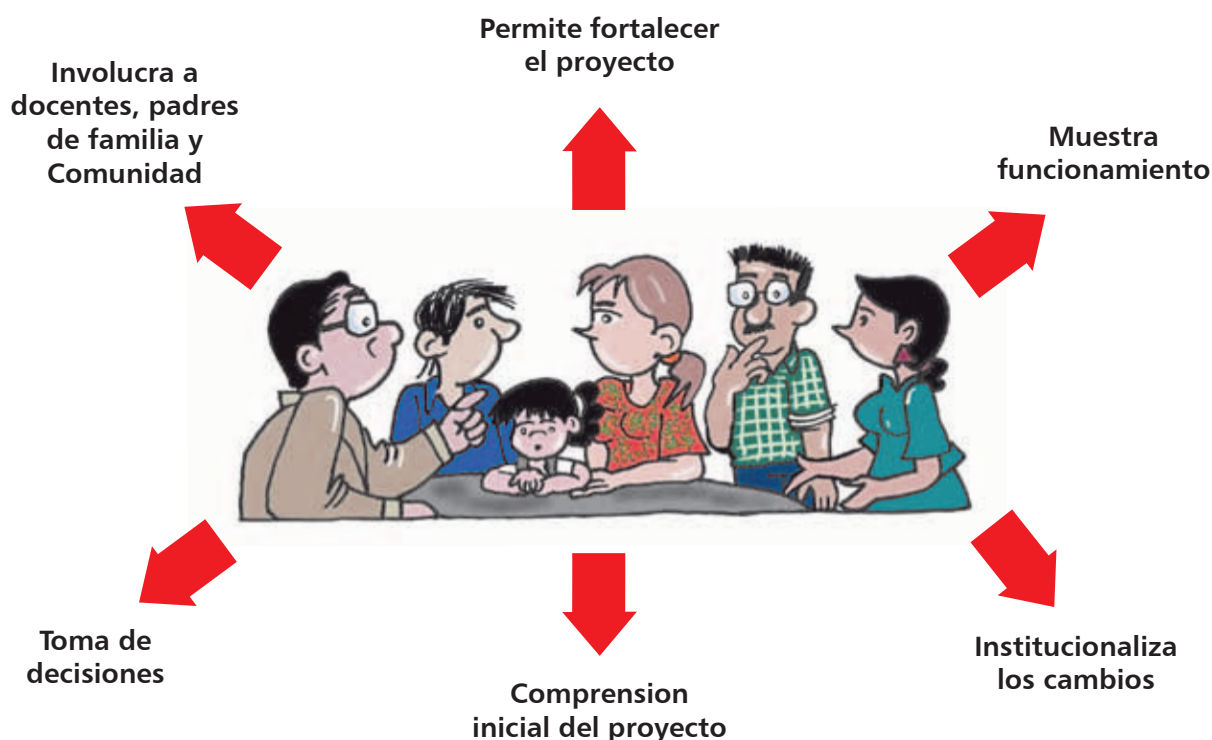 Permite fortalecer
el proyecto
Involucra a
docentes, padres
de familia y
Comunidad
Muestra
funcionamiento
Toma de
decisiones
Comprension
inicial del proyecto
Institucionaliza
los cambios